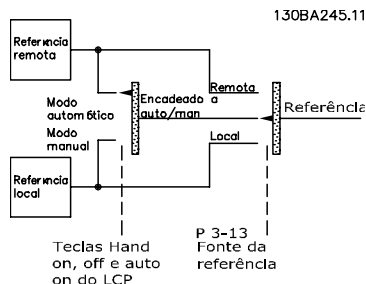 130BA245.11
Referência
remota
Modo
automático
Modo
manual
Encadeado a
auto/man
Remota
Local
Referência
Referência
local
Teclas Hand
on, off e auto
on do LCP
P 3-13
Fonte da
referência